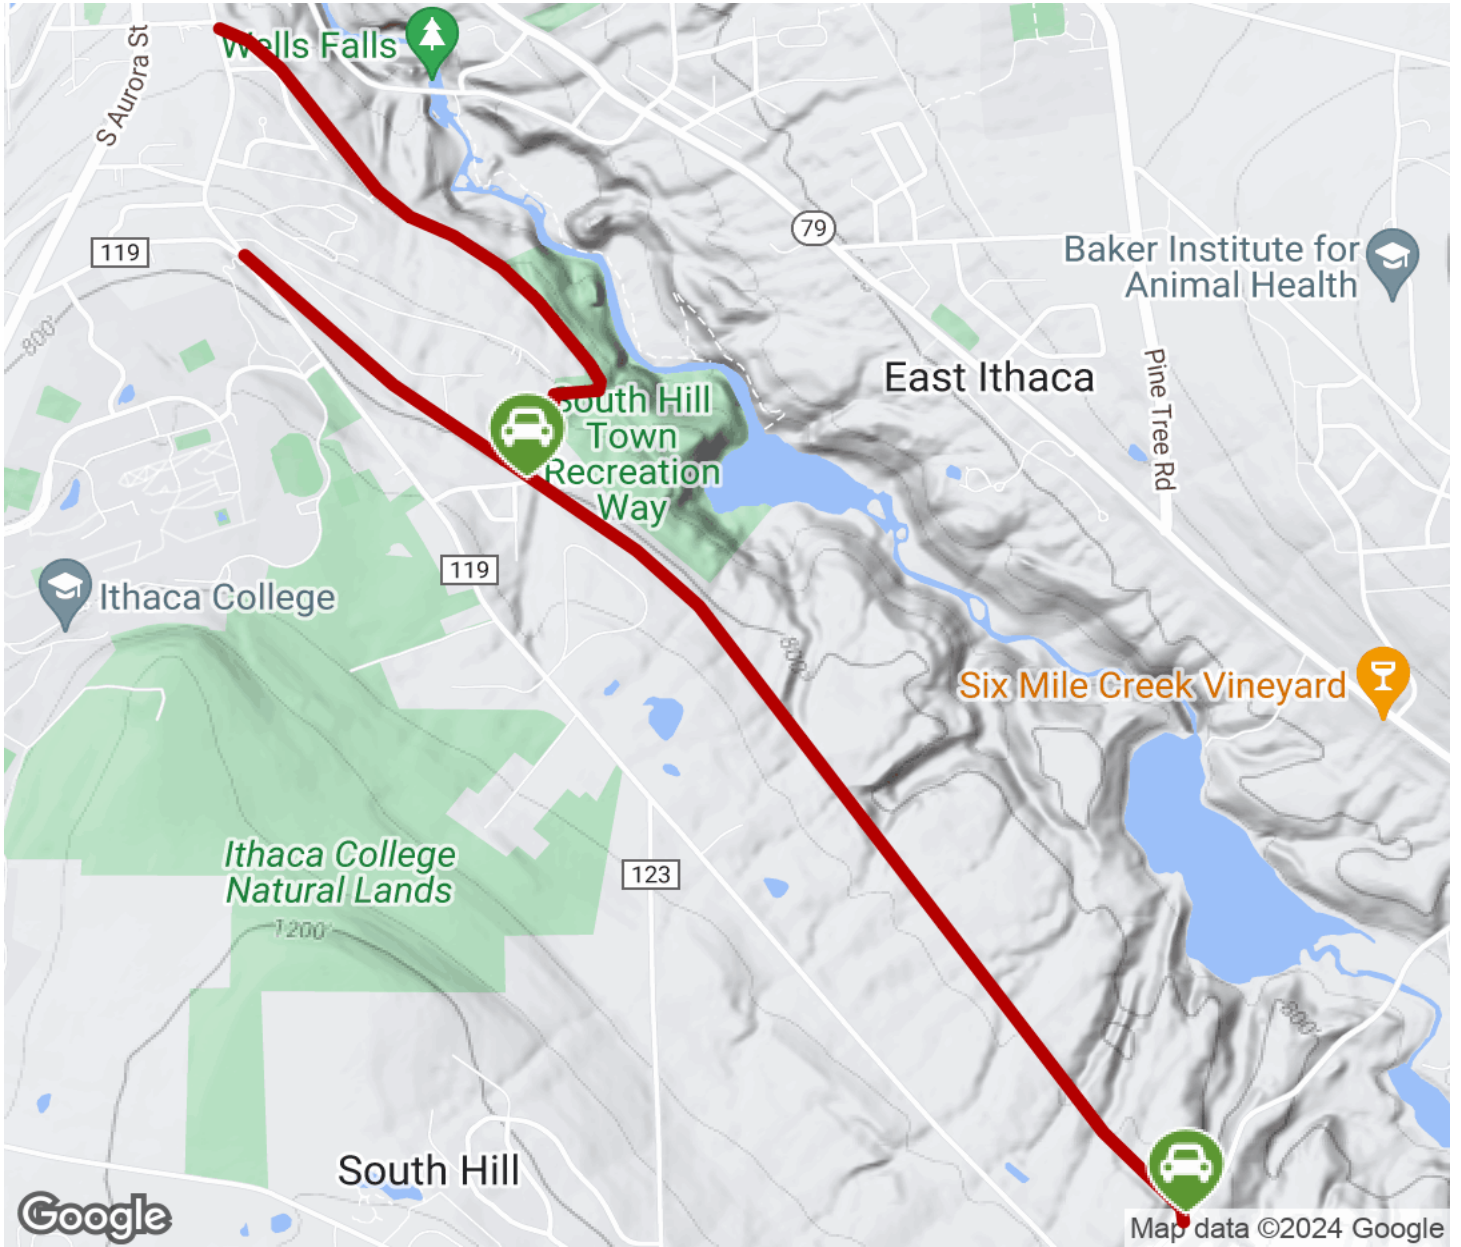 Wells Falls
S Aurora St
79
119
Baker Institute for
Animal Health
800'
East Ithaca
Pine Tree Rd
South Hill
Town
Recreation
Way
119
Ithaca College
800'
Six Mile Creek Vineyard
Ithaca College
Natural Lands
123
1200'
800'
South Hill
Google
Map data ©2024 Google